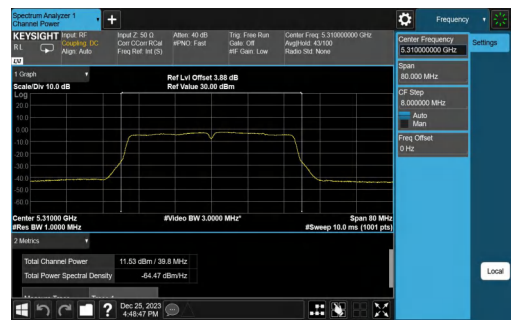 Spectrum Analyzer 1
Channel Power
Frequency
KEYSIGHT
RL
Input: RF
Coupling: DC
Align: Auto
Input Z: 50 Ω
Corr CCorr RCal
Freq Ref: Int (S)
Atten: 40 dB
#PNO: Fast
Trig: Free Run
Gate: Off
#IF Gain: Low
Center Freq: 5.310000000 GHz
Avg|Hold: 43/100
Radio Std: None
Center Frequency
5.310000000 GHz
Settings
Span
80.000 MHz
CF Step
8.000000 MHz
Auto
Man
Freq Offset
0 Hz
1 Graph
Scale/Div 10.0 dB
Ref Lvl Offset 3.88 dB
Ref Value 30.00 dBm
Log
20.0
10.0
0.00
-10.0
-20.0
-30.0
-40.0
-50.0
-60.0
Center 5.31000 GHz
#Video BW 3.0000 MHz*
Span 80 MHz
#Res BW 1.0000 MHz
#Sweep 10.0 ms (1001 pts)
2 Metrics
Total Channel Power 11.53 dBm / 39.8 MHz
Total Power Spectral Density -64.47 dBm/Hz
Local
Dec 25, 2023
4:48:47 PM